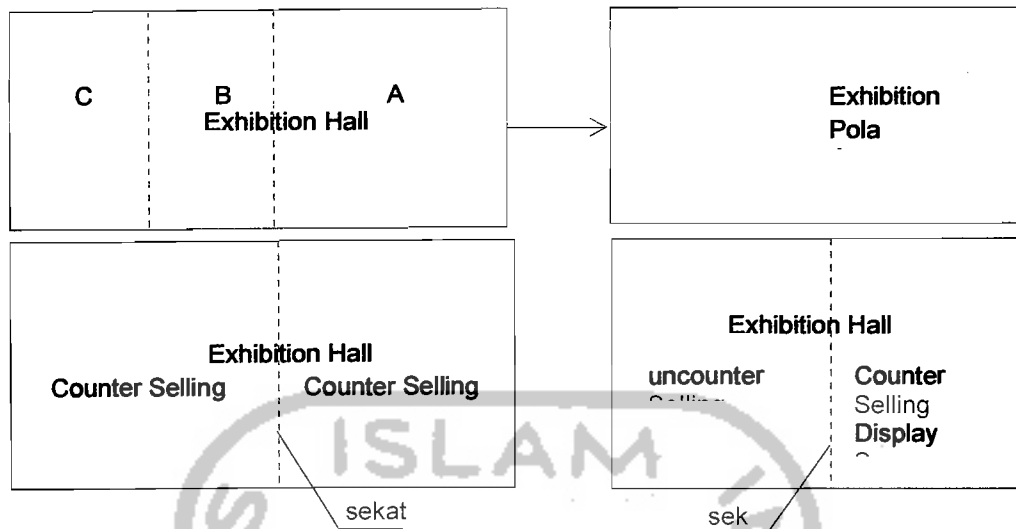 C B A
Exhibition Hall
Exhibition
Pola
Exhibition Hall
Counter Selling Counter Selling
sekat
Exhibition Hall
uncounter
Counter
Selling
Display
sek
ISLAM